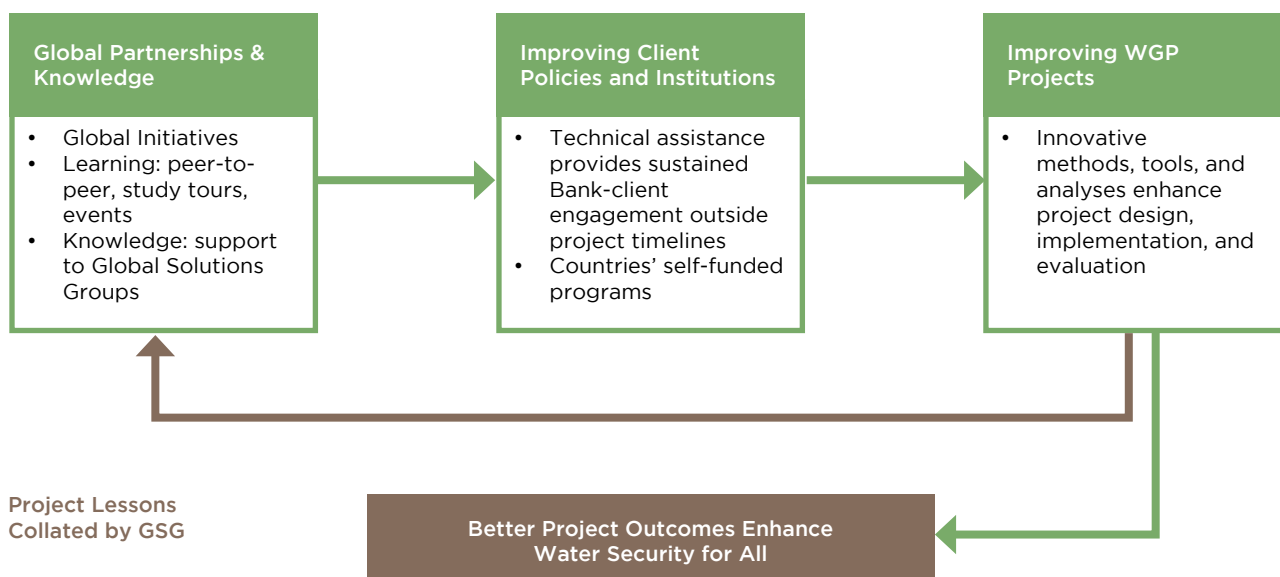 Global Partnerships &
Knowledge
• Global Initiatives
• Learning: peer-to-
peer, study tours,
events
• Knowledge: support
to Global Solutions
Groups
Improving Client
Policies and Institutions
• Technical assistance
provides sustained
Bank-client
engagement outside
project timelines
• Countries’ self-funded
programs
Improving WGP
Projects
• Innovative
methods, tools, and
analyses enhance
project design,
implementation, and
evaluation
Project Lessons
Collated by GSG
Better Project Outcomes Enhance
Water Security for All